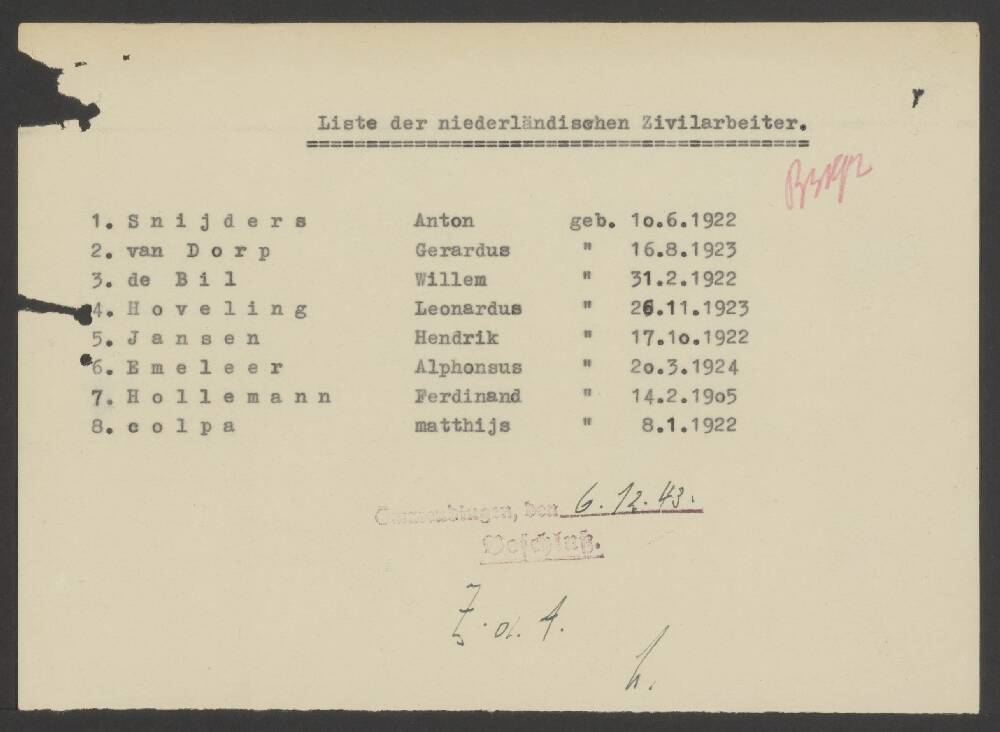 Liste der niederländischen Zivilarbeiter.
1. Snijders Anton geb. 1o.6.1922
2. van Dorp Gerardus " 16.8.1923
3. de Bil Willem " 31.2.1922
4. Hoveling Leonardus " 26.11.1923
5. Jansen Hendrik " 17.1o.1922
6. Emeleer Alphonsus " 2o.3.1924
7. Hollemann Ferdinand " 14.2.19o5
8. colpa matthijs " 8.1.1922
Emmendingen, den 6.12.43.
Beschluß.
Z. d. A.